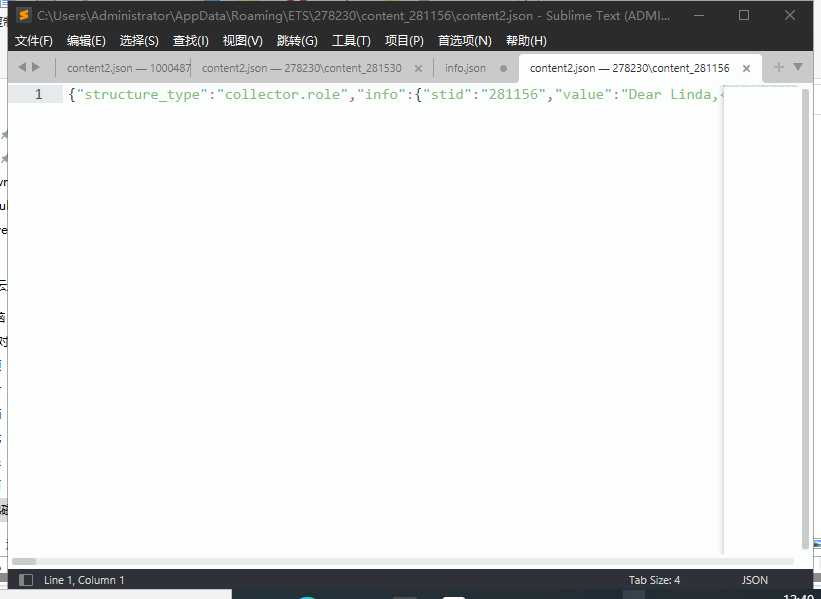 C:\Users\Administrator\AppData\Roaming\ETS\278230\content_281156\content2.json - Sublime Text (ADMI...
文件(F) 编辑(E) 选择(S) 查找(I) 视图(V) 跳转(G) 工具(T) 项目(P) 首选项(N) 帮助(H)
content2.json — 1000487 content2.json — 278230\content_281530 info.json content2.json — 278230\content_281156
1 {"structure_type":"collector.role","info":{"stid":"281156","value":"Dear Linda,
Line 1, Column 1 Tab Size: 4 JSON